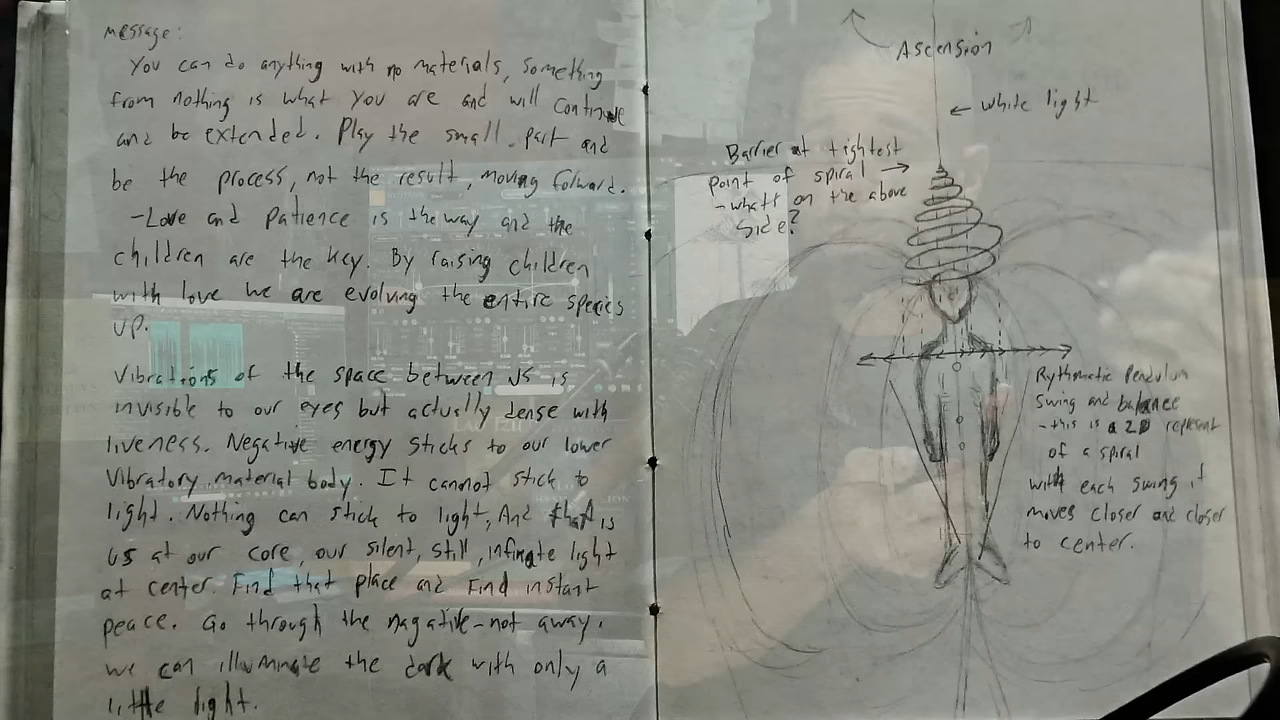 message:
You can do anything with no materials, something
from nothing is what you are and will continue
and be extended. Play the small part and
be the process, not the result, moving forward.
-Love and patience is the way and the
children are the key. By raising children
with love we are evolving the entire species
up.
Vibrations of the space between us is
invisible to our eyes but actually dense with
liveness. Negative energy sticks to our lower
vibratory material body. It cannot stick to
light. Nothing can stick to light, And that is
us at our core, our silent, still, infinate light
at center. Find that place and find instant
peace. Go through the nagative-not away.
we can illuminate the dark with only a
little light.
Ascension
← white light
Barrier at tightest
point of spiral →
- whatt on the above
side?
Rythomatic Pendulum
swing and balance
- this is a 2D represent
of a spiral
with each swing it
moves closer and closer
to center.